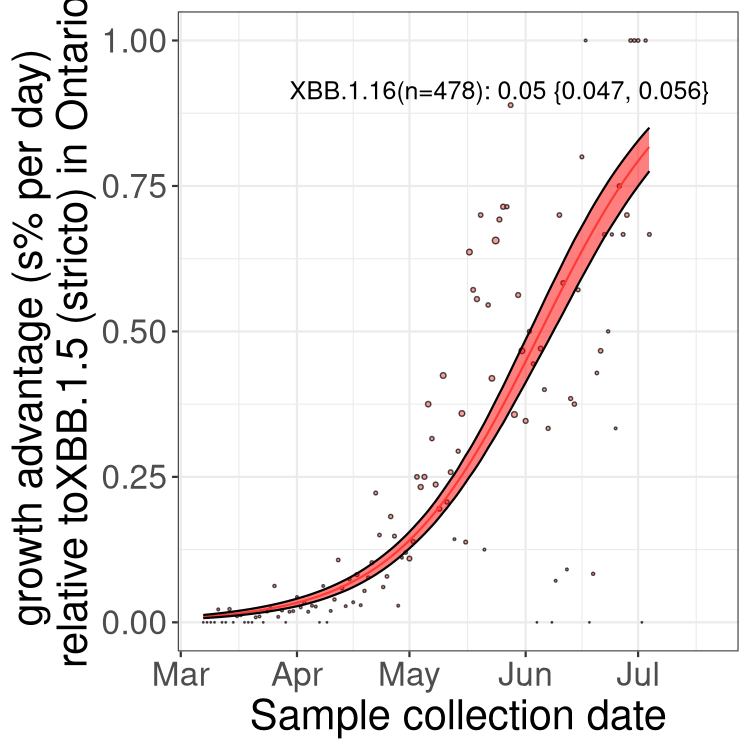 growth advantage (s% per day)
relative toXBB.1.5 (stricto) in Ontario
1.00
0.75
0.50
0.25
0.00
XBB.1.16(n=478): 0.05 {0.047, 0.056}
Mar Apr May Jun Jul
Sample collection date